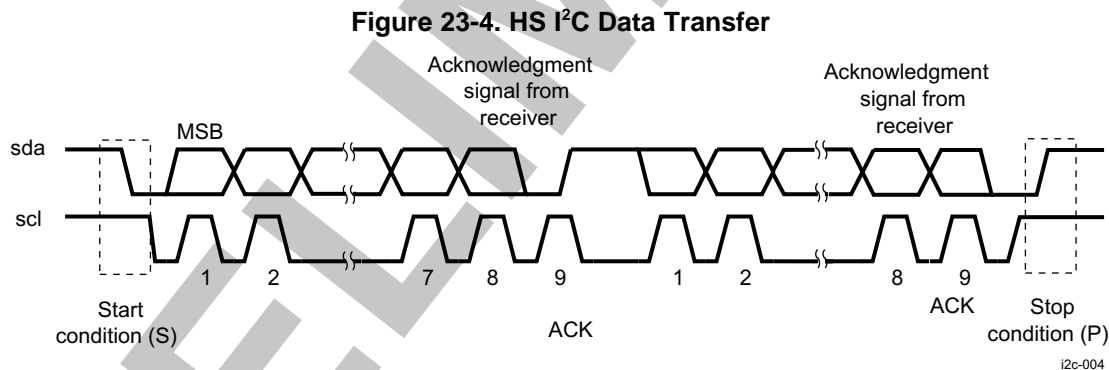 Figure 23-4. HS I²C Data Transfer
Acknowledgment
signal from
receiver
Acknowledgment
signal from
receiver
MSB
sda
scl
1 2 7 8 9 1 2 8 9
Start
condition (S)
ACK
ACK
Stop
condition (P)
i2c-004
ELIM